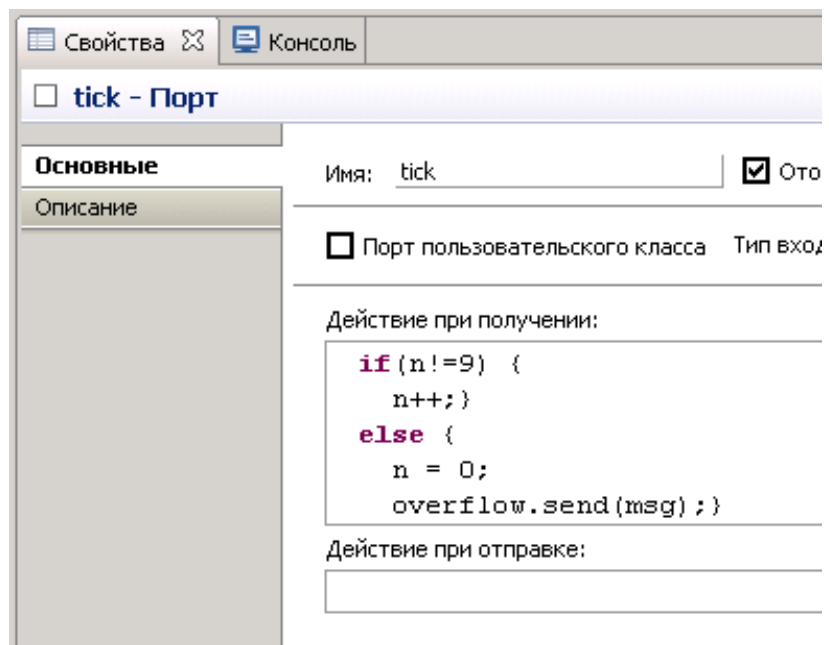 Свойства Консоль
tick - Порт
Основные
Описание
Имя: tick Ото
Порт пользовательского класса Тип вход
Действие при получении:
if(n!=9) {
n++;}
else {
n = 0;
overflow.send(msg);}
Действие при отправке: